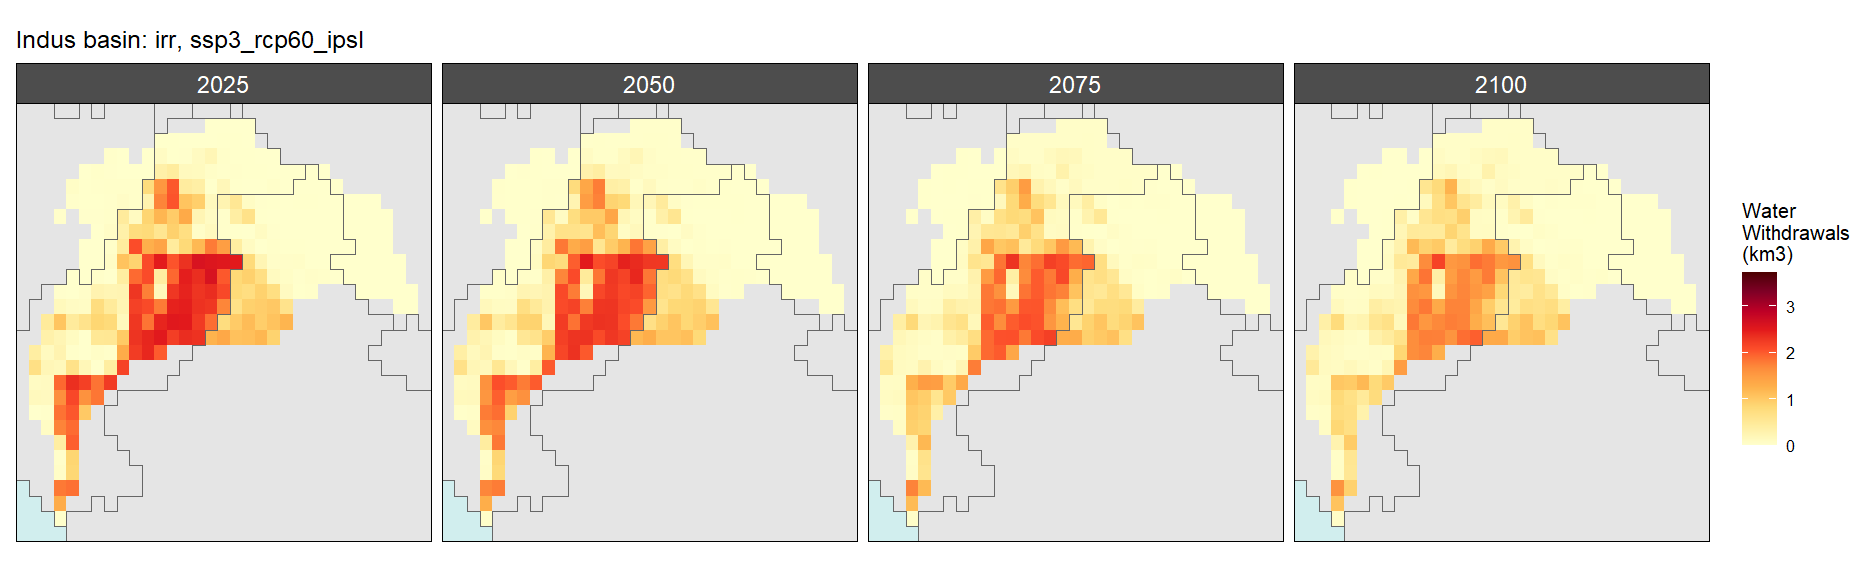 Indus basin: irr, ssp3_rcp60_ipsl
2025
2050
2075
2100
Water
Withdrawals
(km3)
3
2
1
0